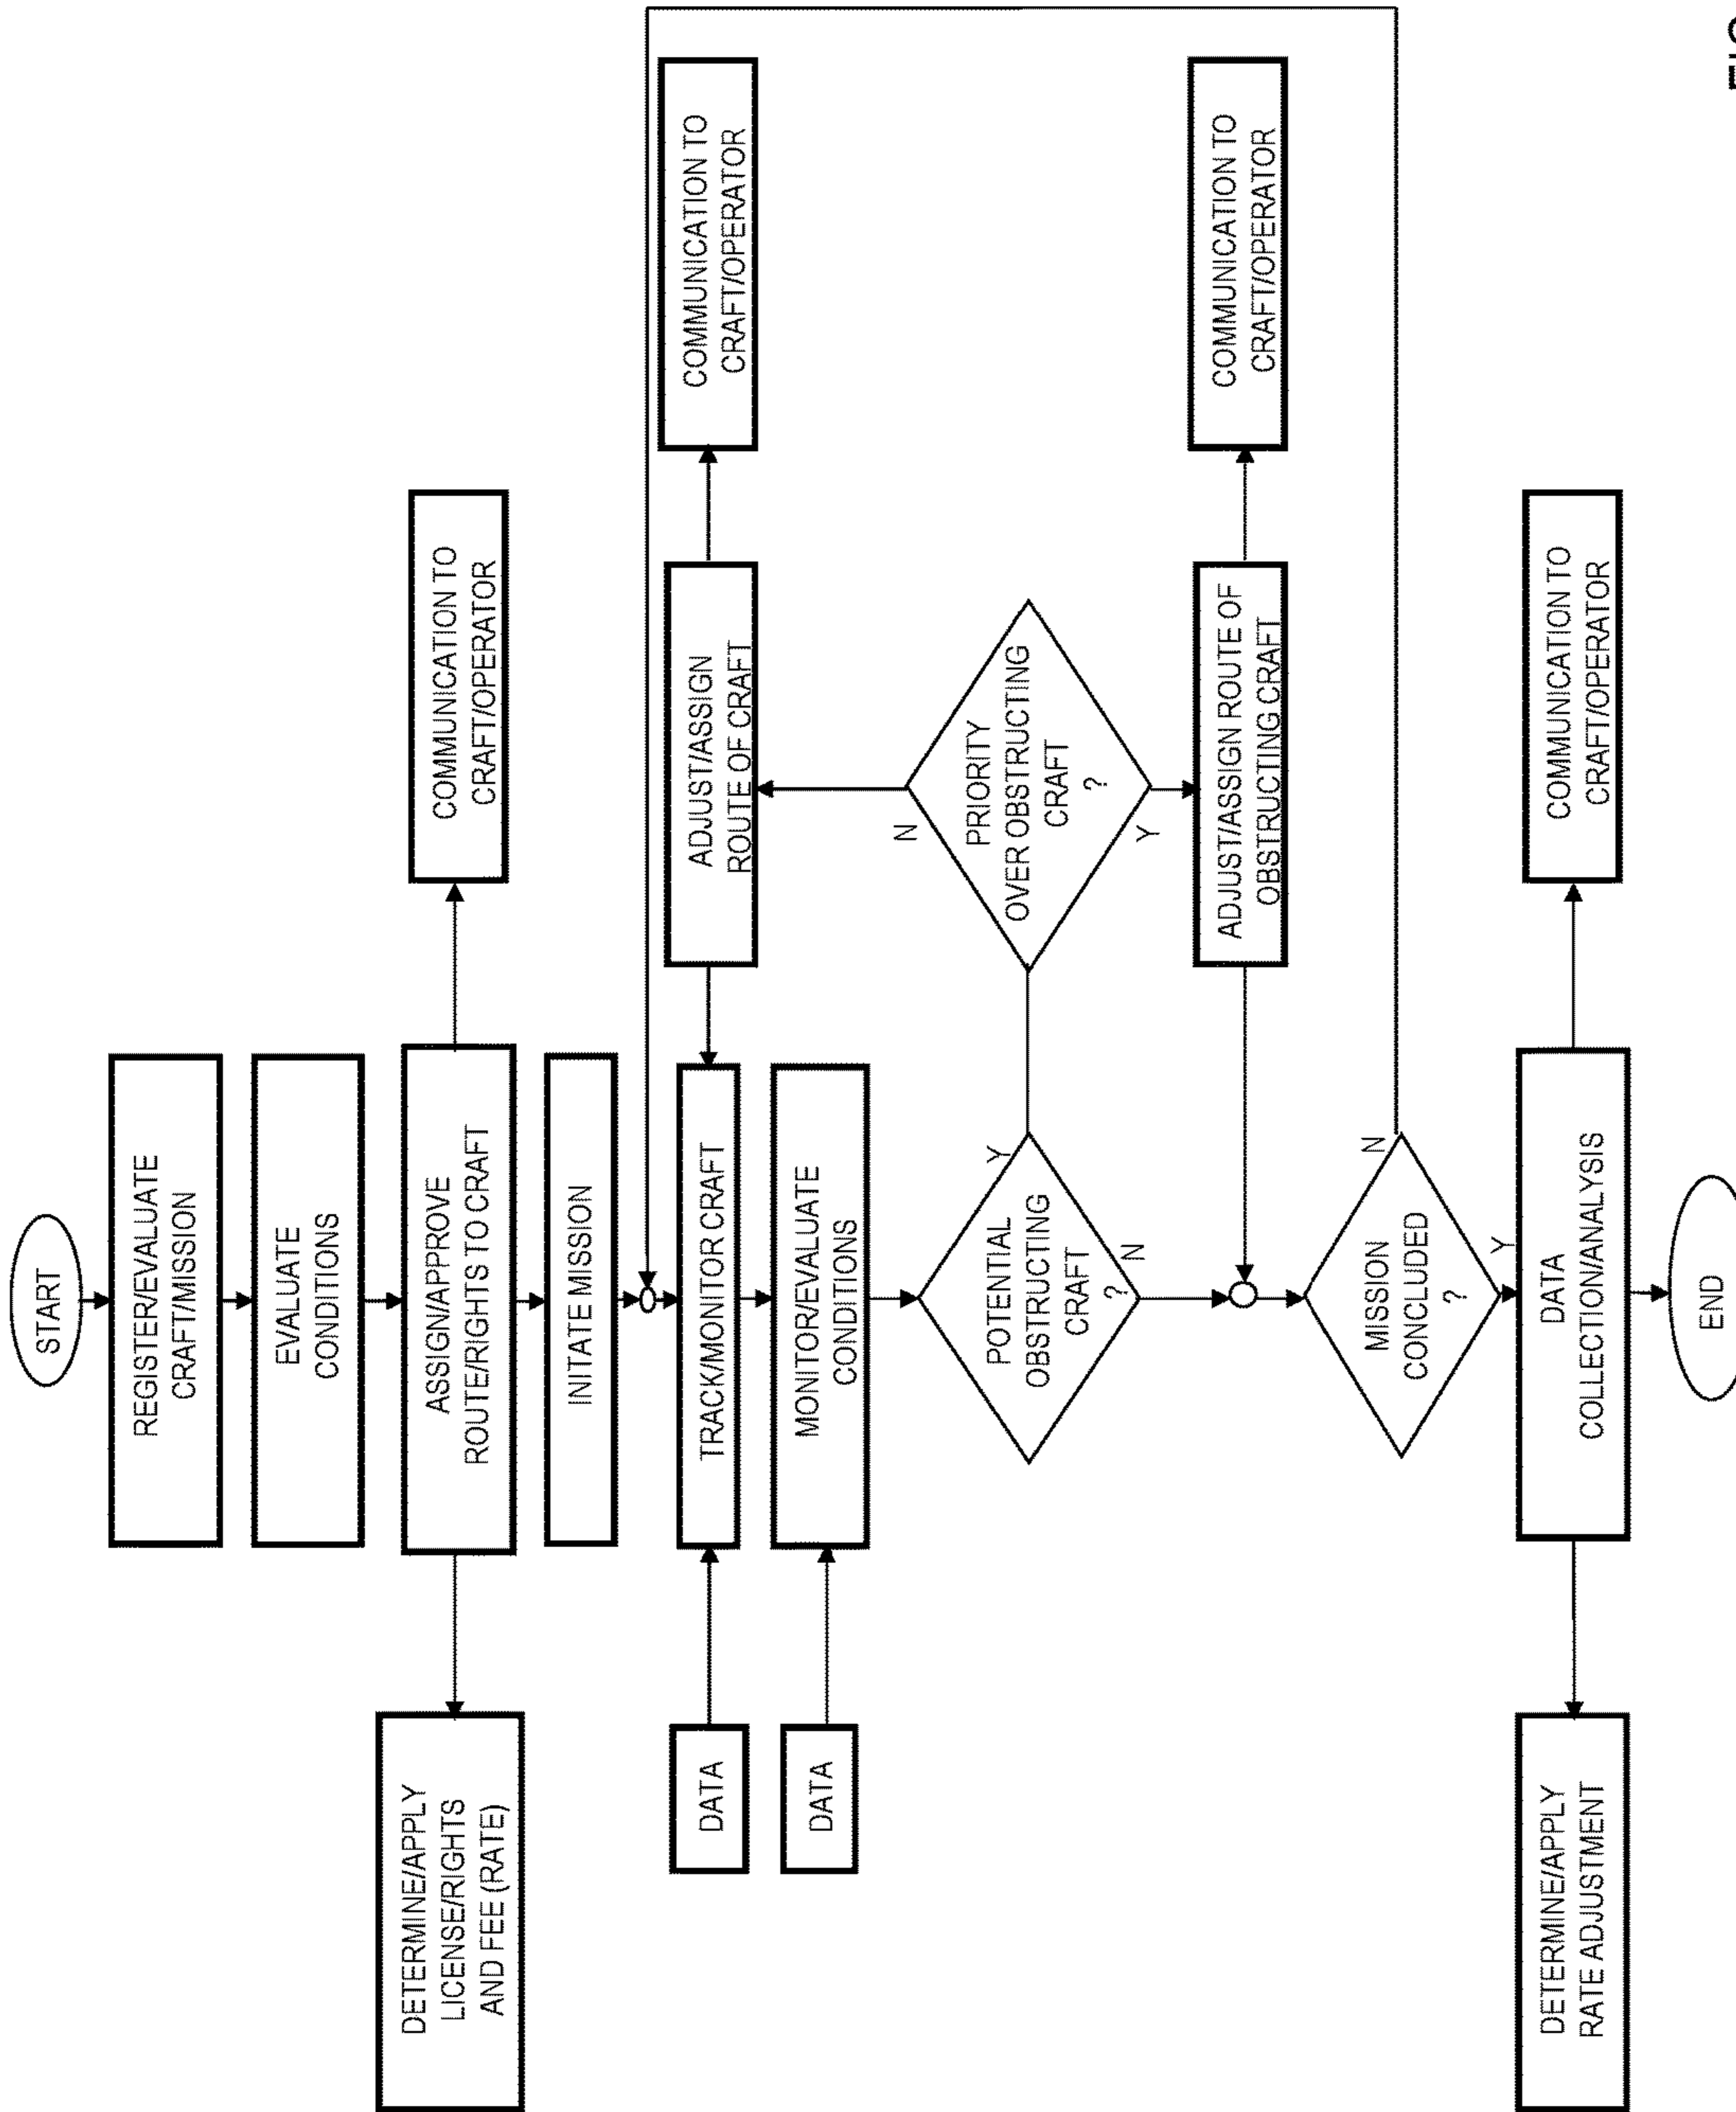 START
REGISTER/EVALUATE
CRAFT/MISSION
EVALUATE
CONDITIONS
DETERMINE/APPLY
LICENSE/RIGHTS
AND FEE (RATE)
ASSIGN/APPROVE
ROUTE/RIGHTS TO CRAFT
COMMUNICATION TO
CRAFT/OPERATOR
INITATE MISSION
DATA
TRACK/MONITOR CRAFT
ADJUST/ASSIGN
ROUTE OF CRAFT
COMMUNICATION TO
CRAFT/OPERATOR
DATA
MONITOR/EVALUATE
CONDITIONS
POTENTIAL
OBSTRUCTING
CRAFT
?
Y
N
PRIORITY
OVER OBSTRUCTING
CRAFT
?
N
Y
ADJUST/ASSIGN ROUTE OF
OBSTRUCTING CRAFT
COMMUNICATION TO
CRAFT/OPERATOR
MISSION
CONCLUDED
?
N
Y
DETERMINE/APPLY
RATE ADJUSTMENT
DATA
COLLECTION/ANALYSIS
COMMUNICATION TO
CRAFT/OPERATOR
END